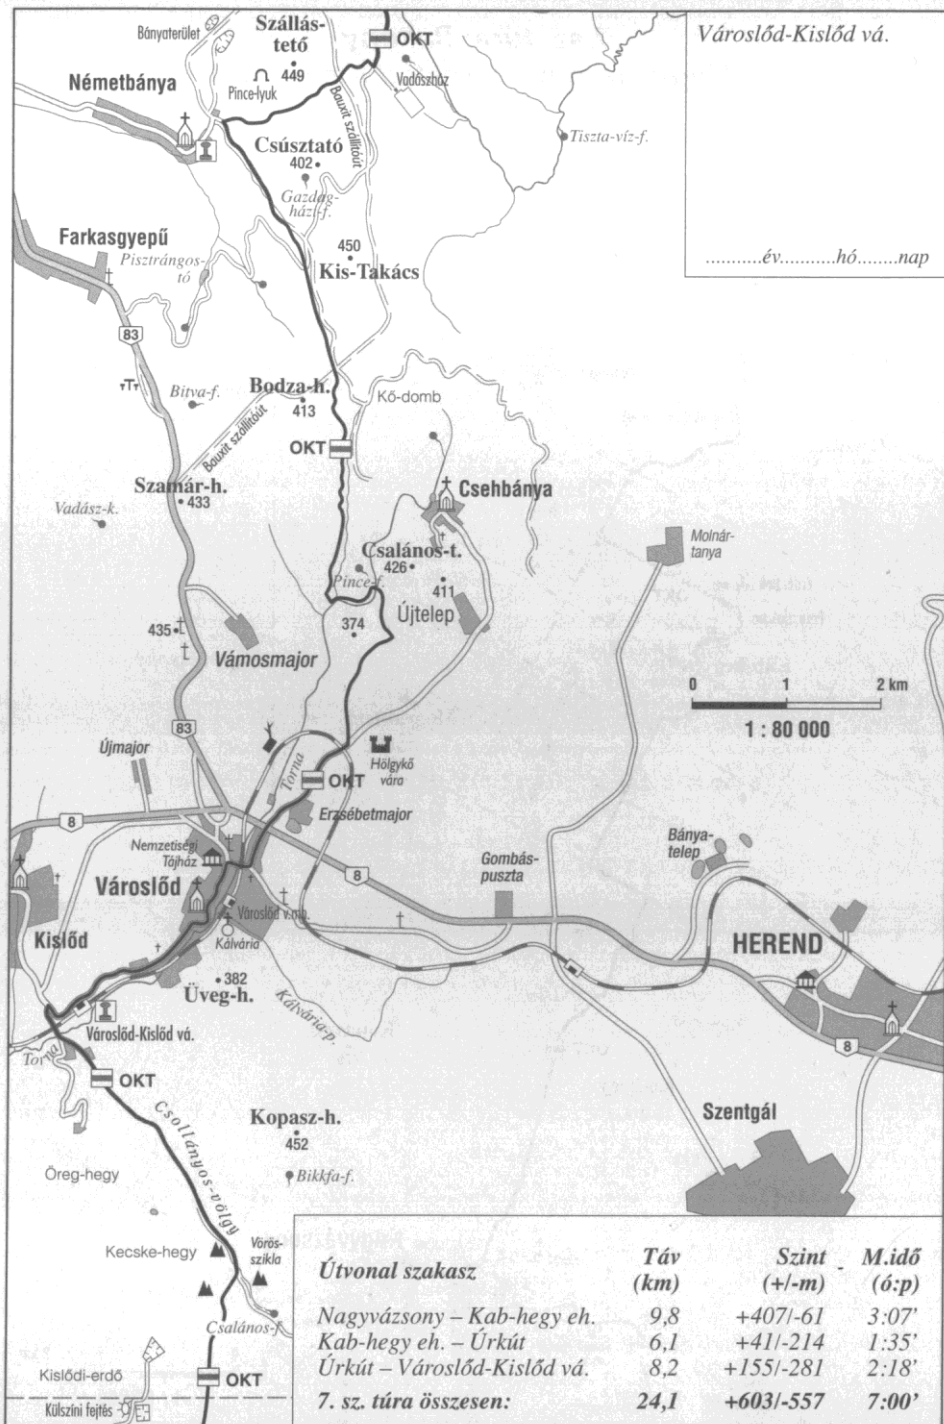 Bányaterület
Szállás-
tető
449
OKT
Városlőd-Kislőd vá.
Németbánya
Pince-lyuk
Vadászház
Bauxit szállítóút
Csúsztató
402
Tiszta-víz-f.
Gazdag-
házi-f.
Farkasgyepű
Pisztrángos-
tó
450
Kis-Takács
...........év...........hó........nap
83
Bitva-f.
Bodza-h.
413
Kő-domb
Bauxit szállítóút
OKT
Szamár-h.
433
Csehbánya
Vadász-k.
Csalános-t.
426
Pince-f.
411
Újtelep
Molnár-
tanya
435
374
Vámosmajor
0 1 2 km
1 : 80 000
83
Újmajor
Torna
Hölgykő
vára
OKT
Erzsébetmajor
8
Nemzetiségi
Tájház
Bánya-
telep
Gombás-
puszta
8
Városlőd
Városlőd v.mh.
Kislőd
Kálvária
HEREND
382
Üveg-h.
Kálvária-p.
Városlőd-Kislőd vá.
8
Torna
OKT
Csollányos-völgy
Kopasz-h.
452
Szentgál
Öreg-hegy
Bikkfa-f.
Kecske-hegy
Vörös-
szikla
Csalános-f.
Kislődi-erdő
OKT
Külszíni fejtés
Útvonal szakasz Táv (km) Szint (+/-m) M.idő (ó:p)
Nagyvázsony – Kab-hegy eh. 9,8 +407/-61 3:07'
Kab-hegy eh. – Úrkút 6,1 +41/-214 1:35'
Úrkút – Városlőd-Kislőd vá. 8,2 +155/-281 2:18'
7. sz. túra összesen: 24,1 +603/-557 7:00'